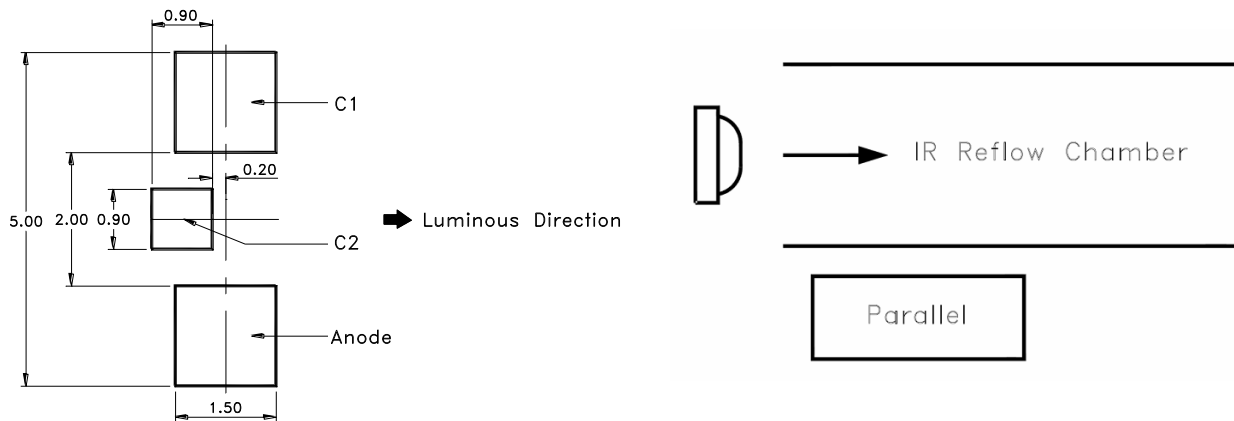 0.90
C1
0.20
5.00
2.00
0.90
Luminous Direction
C2
Anode
1.50
IR Reflow Chamber
Parallel